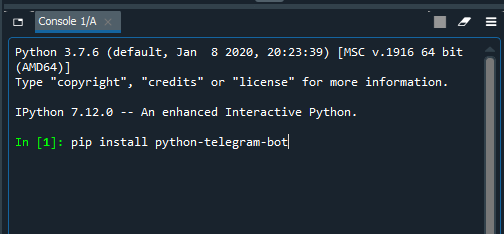 Console 1/A
Python 3.7.6 (default, Jan  8 2020, 20:23:39) [MSC v.1916 64 bit
(AMD64)]
Type "copyright", "credits" or "license" for more information.
IPython 7.12.0 -- An enhanced Interactive Python.
In [1]: pip install python-telegram-bot